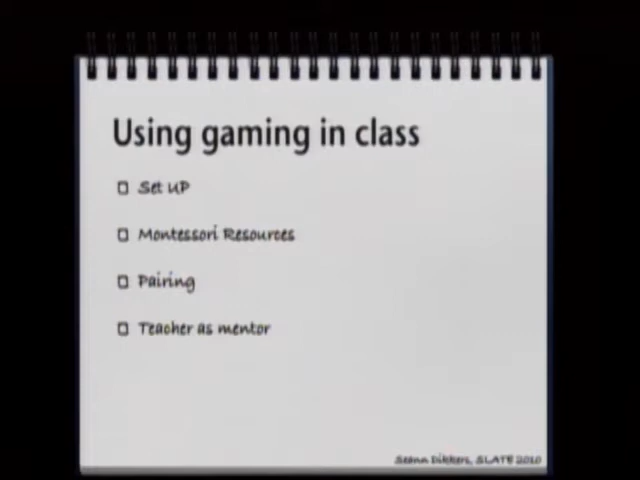 Using gaming in class
Set UP
Montessori Resources
Pairing
Teacher as mentor
Seann Dikkers, SLATE 2010